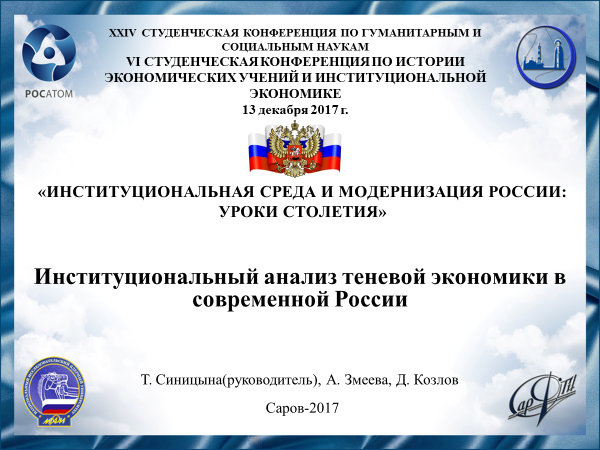 XXIV СТУДЕНЧЕСКАЯ КОНФЕРЕНЦИЯ ПО ГУМАНИТАРНЫМ И
СОЦИАЛЬНЫМ НАУКАМ
VI СТУДЕНЧЕСКАЯ КОНФЕРЕНЦИЯ ПО ИСТОРИИ
ЭКОНОМИЧЕСКИХ УЧЕНИЙ И ИНСТИТУЦИОНАЛЬНОЙ
ЭКОНОМИКЕ
13 декабря 2017 г.
РОСАТОМ
«ИНСТИТУЦИОНАЛЬНАЯ СРЕДА И МОДЕРНИЗАЦИЯ РОССИИ:
УРОКИ СТОЛЕТИЯ»
Институциональный анализ теневой экономики в
современной России
Т. Синицына(руководитель), А. Змеева, Д. Козлов
Саров-2017
МИФИ
СарФТИ